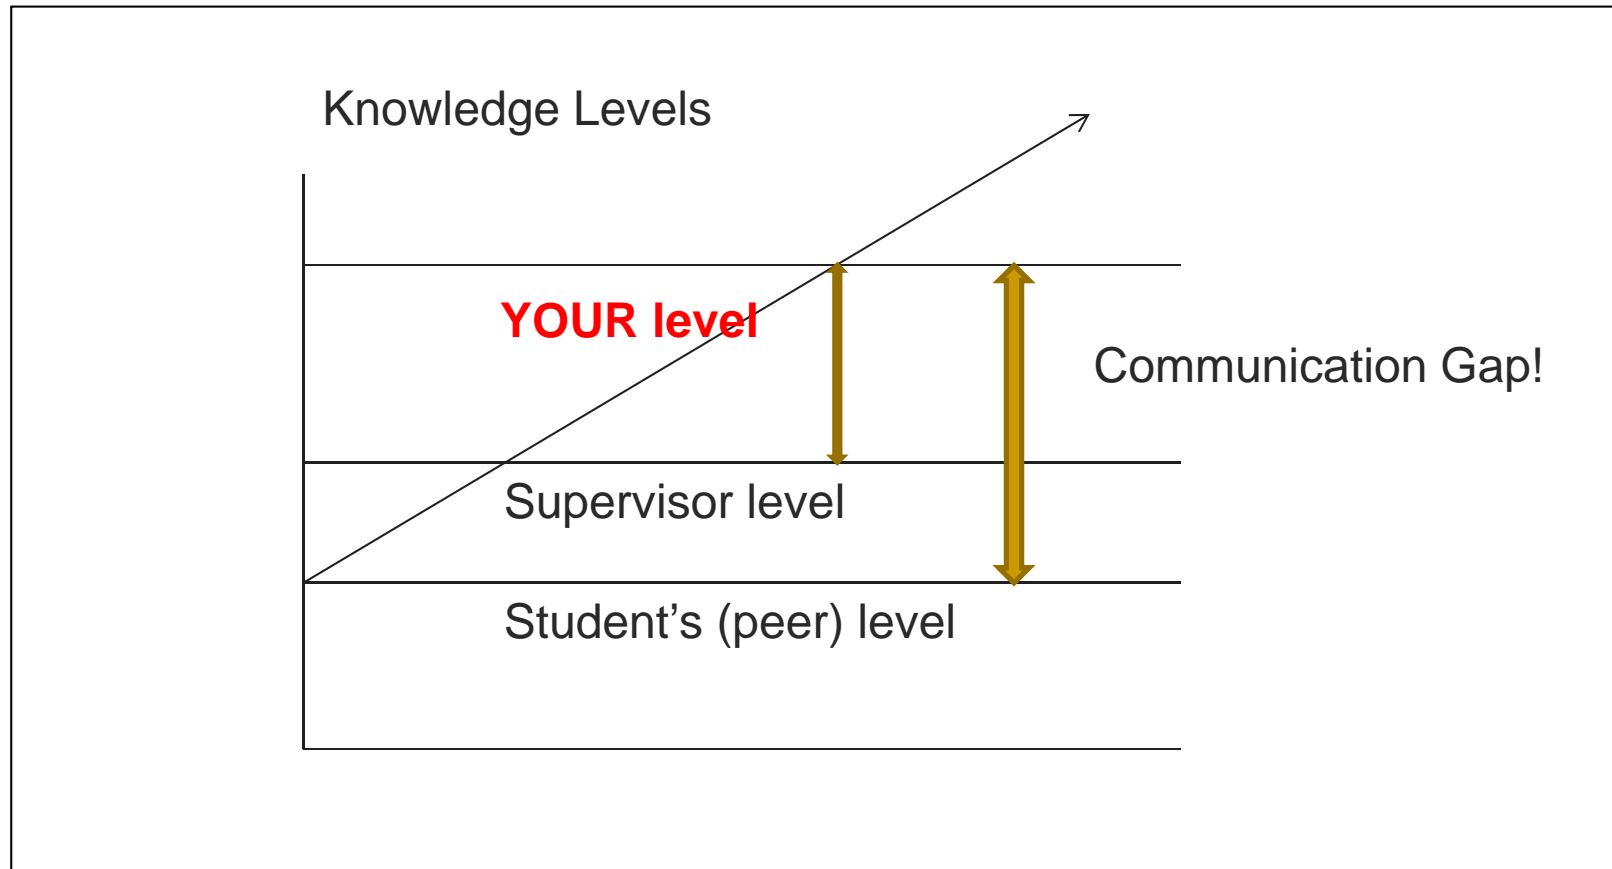 Knowledge Levels
YOUR level
Communication Gap!
Supervisor level
Student’s (peer) level